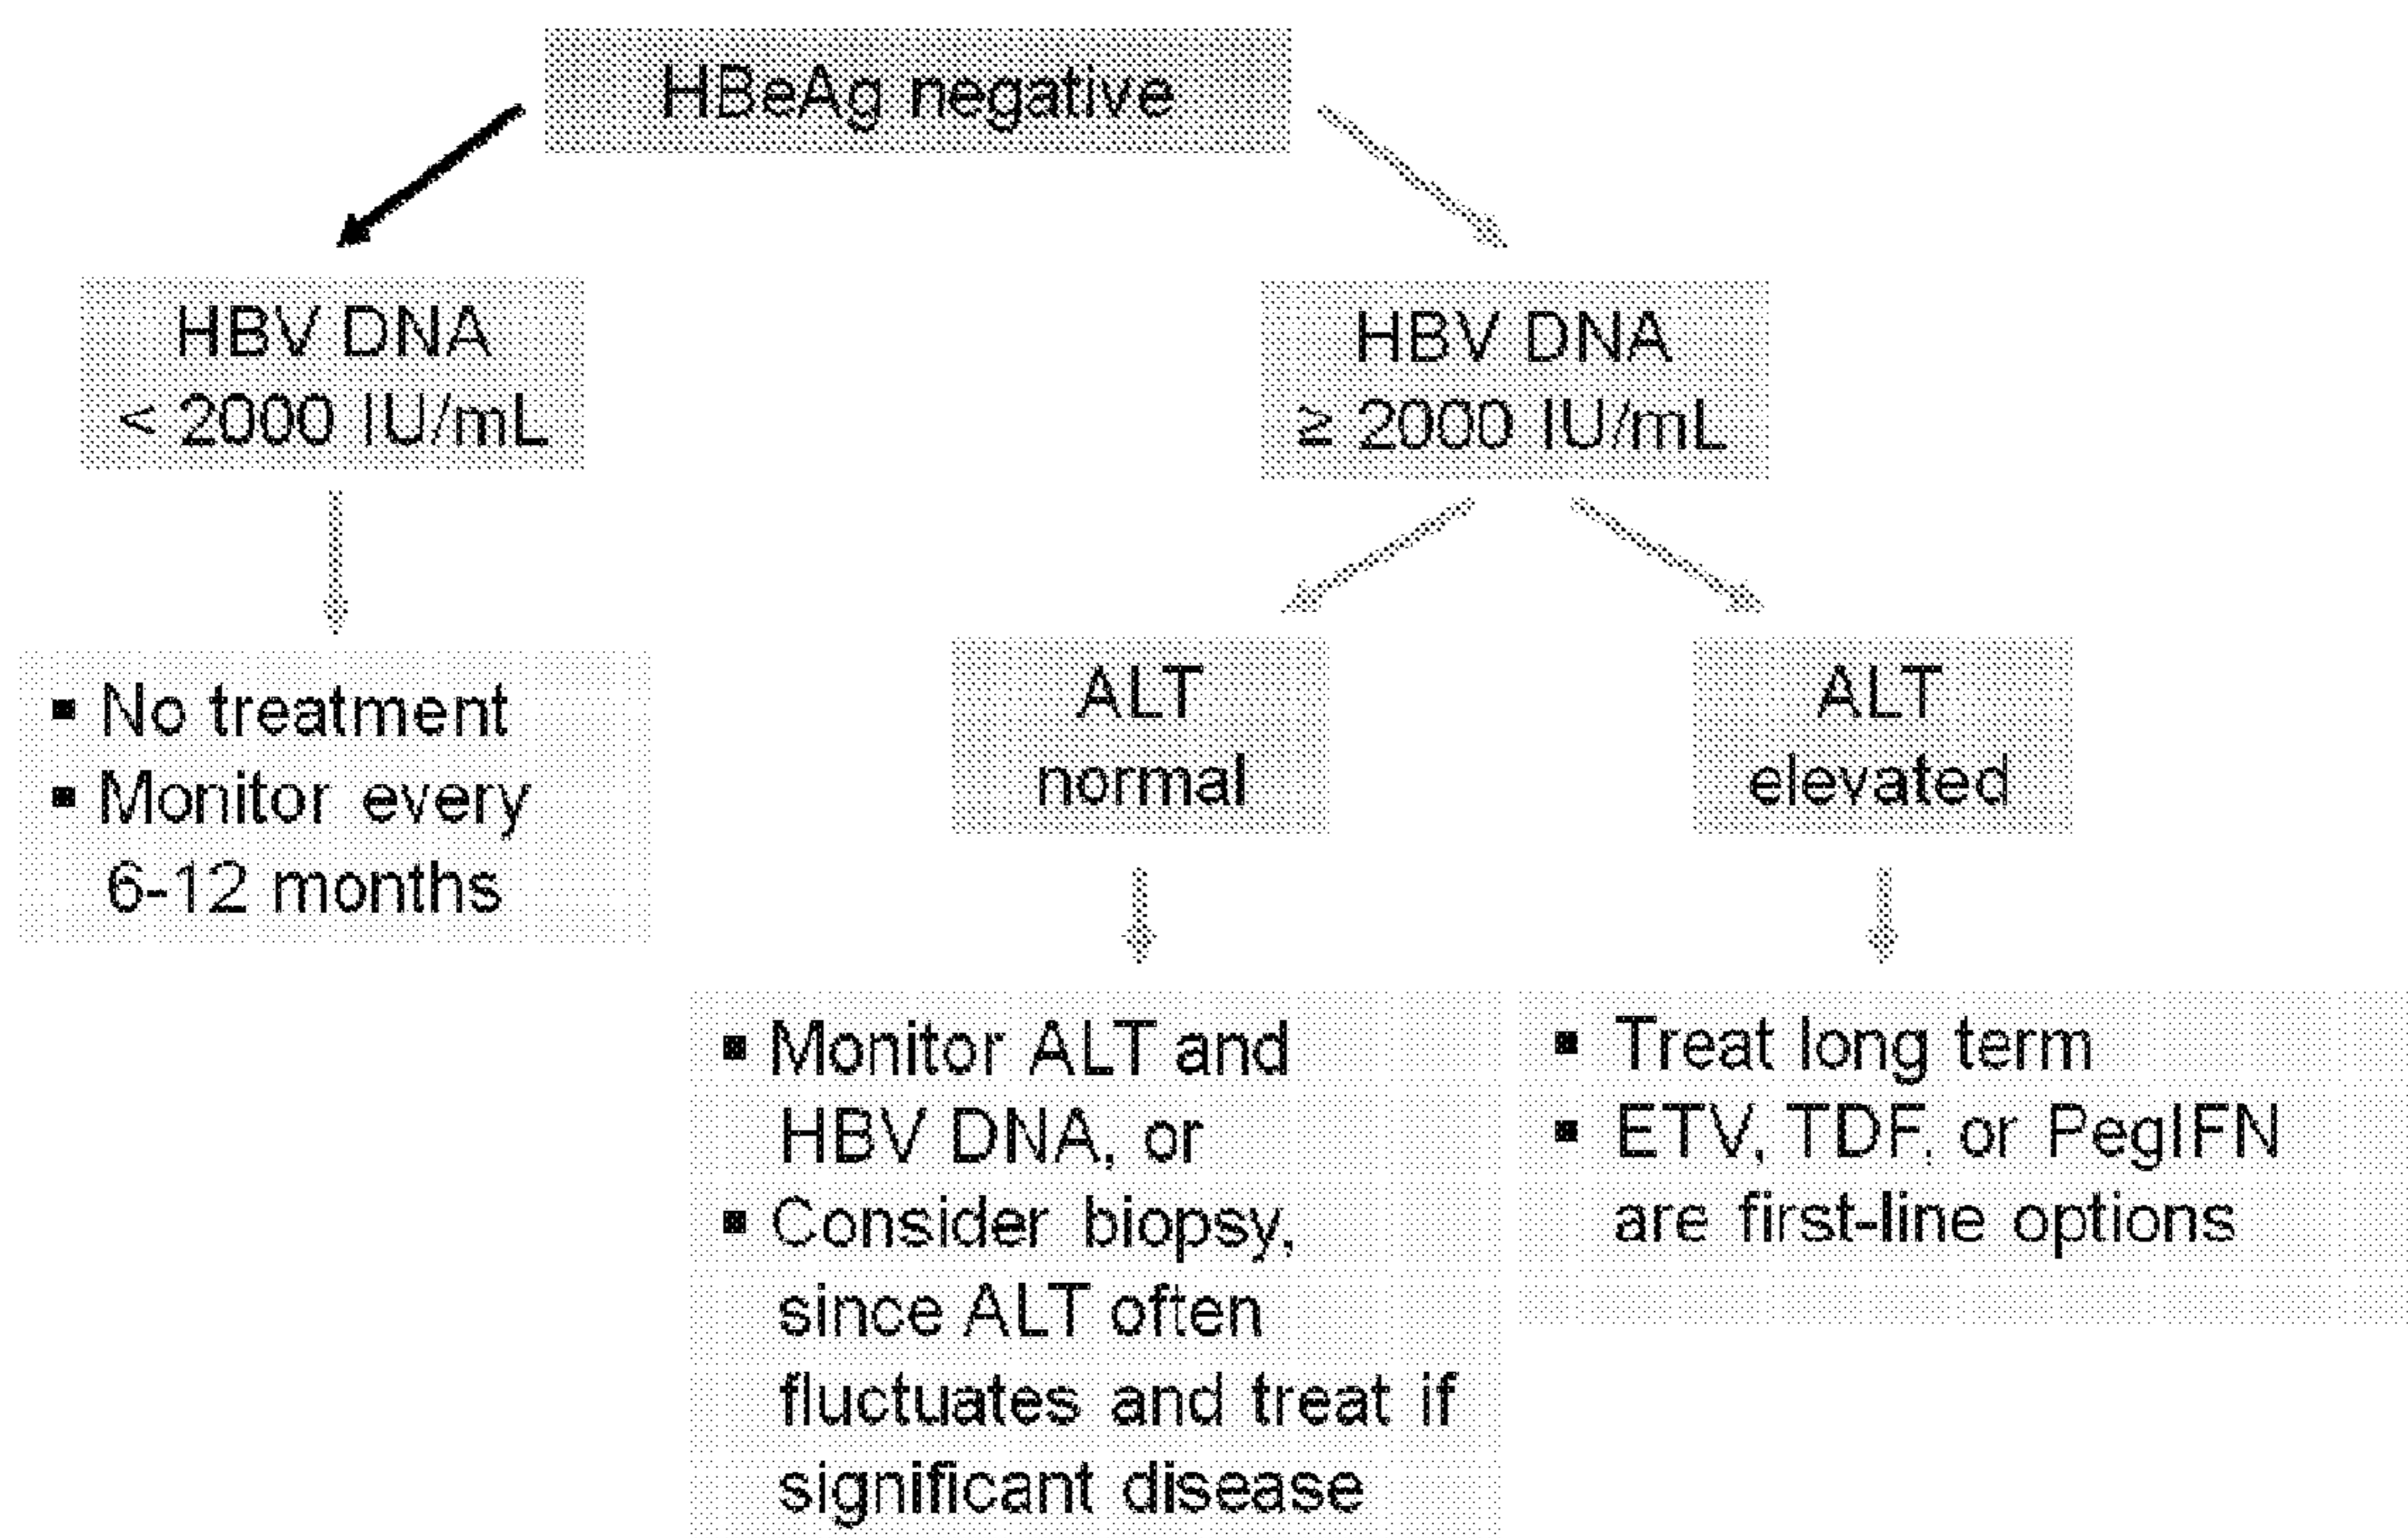 HBeAg negative
HBV DNA
< 2000 IU/mL
HBV DNA
≥ 2000 IU/mL
▪ No treatment
▪ Monitor every
6-12 months
ALT
normal
ALT
elevated
▪ Monitor ALT and
HBV DNA, or
▪ Consider biopsy,
since ALT often
fluctuates and treat if
significant disease
▪ Treat long term
▪ ETV, TDF, or PegIFN
are first-line options